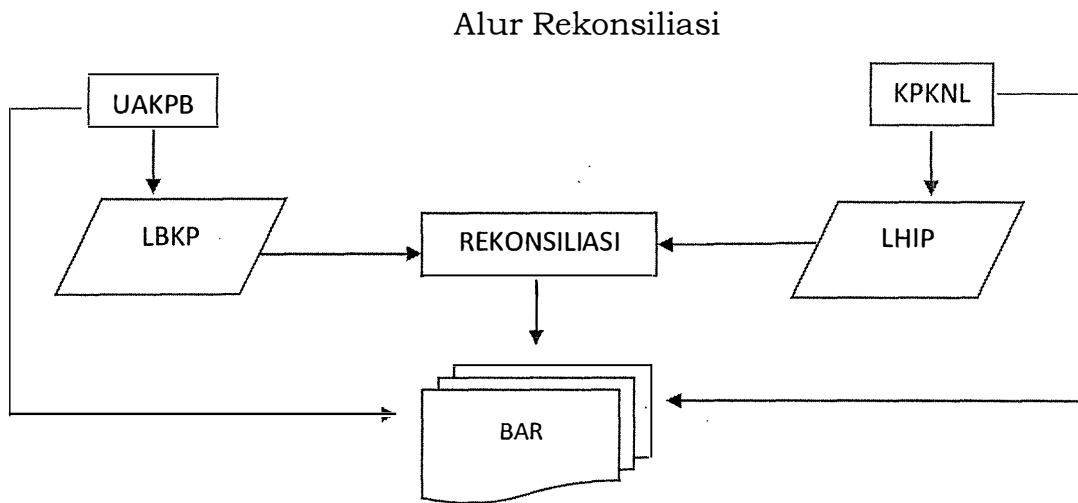 Alur Rekonsiliasi
UAKPB
KPKNL
LBKP
REKONSILIASI
LHIP
BAR